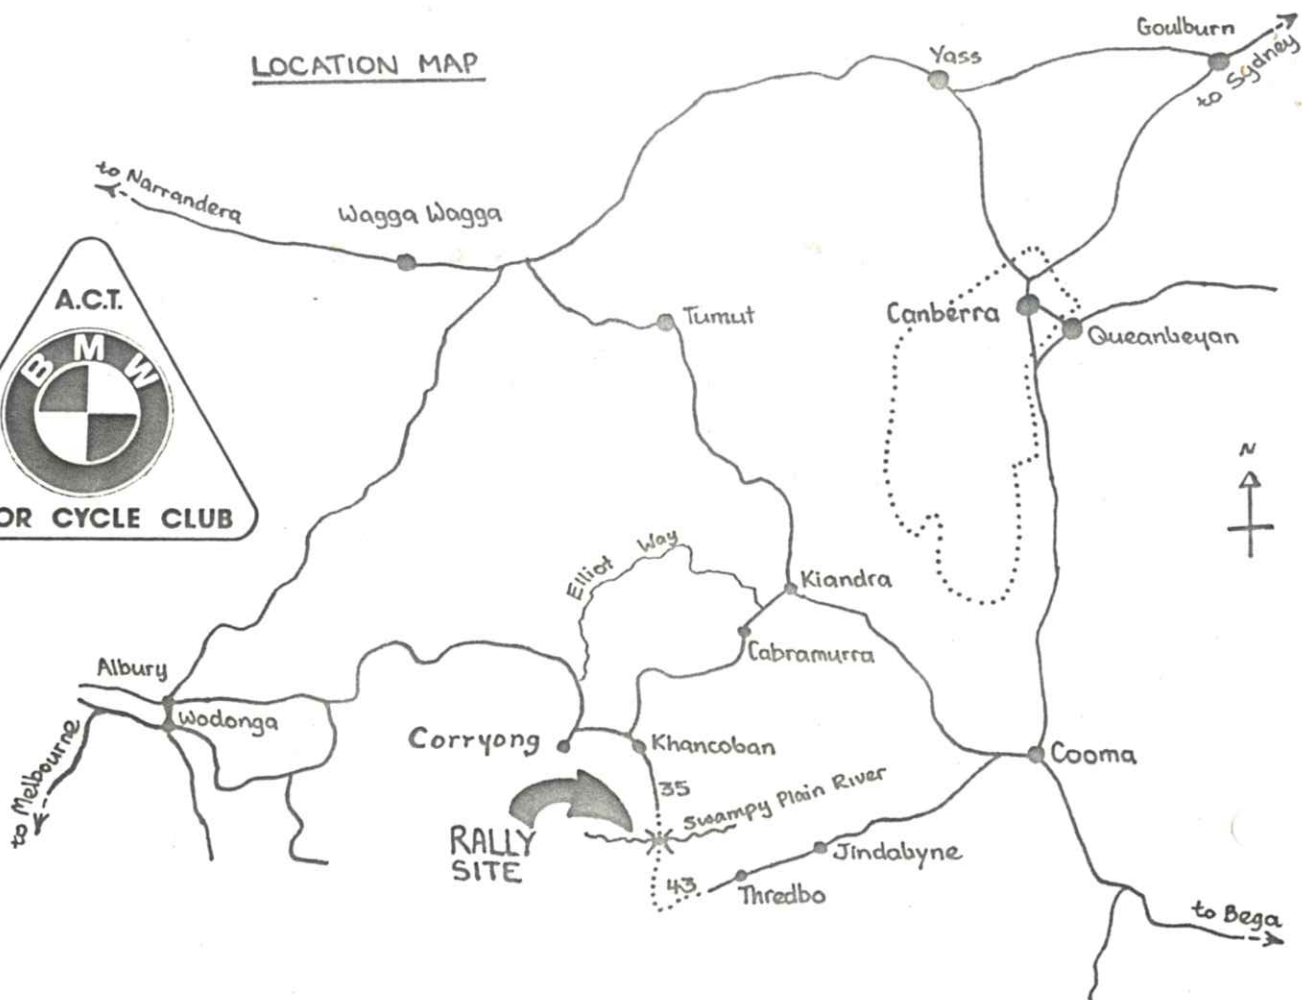 LOCATION MAP
Goulburn
to Sydney
Yass
to Narrandera
Wagga Wagga
A.C.T.
BMW
OR CYCLE CLUB
Tumut
Canberra
Queanbeyan
N
Elliot Way
Kiandra
Cabramurra
Albury
Wodonga
to Melbourne
Corryong
Khancoban
Cooma
35
Swampy Plain River
RALLY
SITE
43
Jindabyne
Thredbo
to Bega